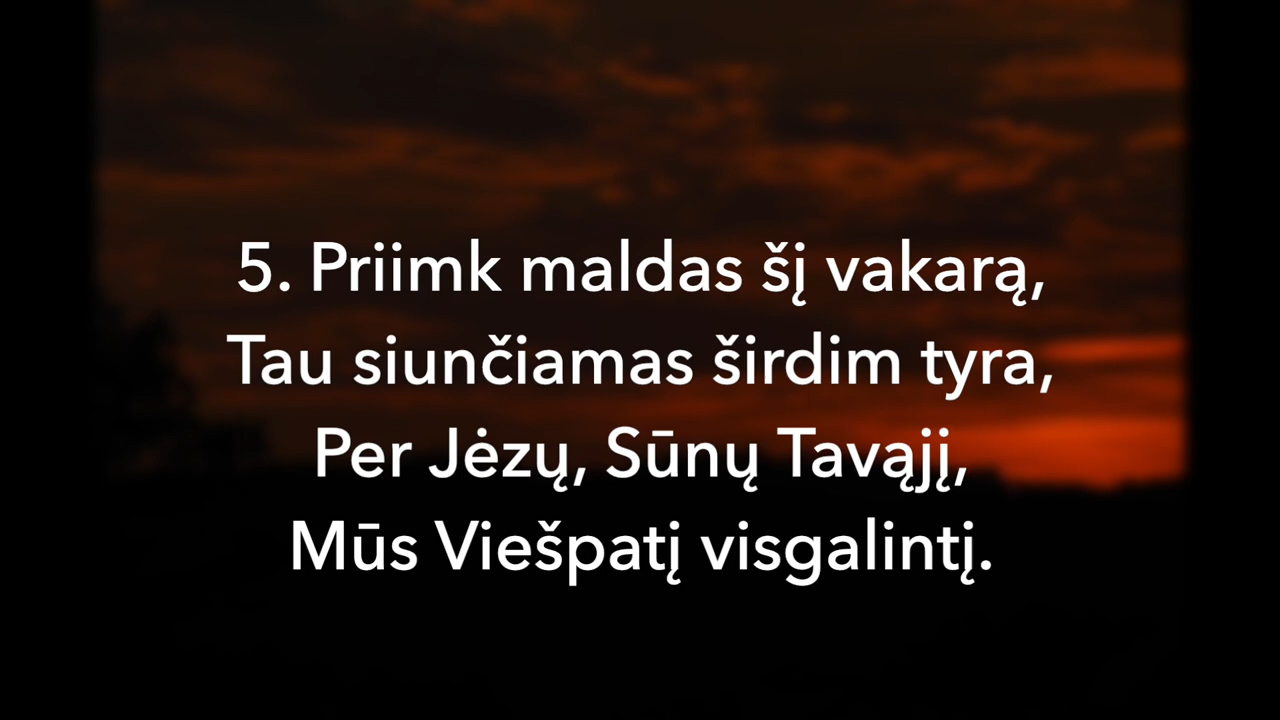 5. Priimk maldas šį vakarą,
Tau siunčiamas širdim tyra,
Per Jėzų, Sūnų Tavąjį,
Mūs Viešpatį visgalintį.